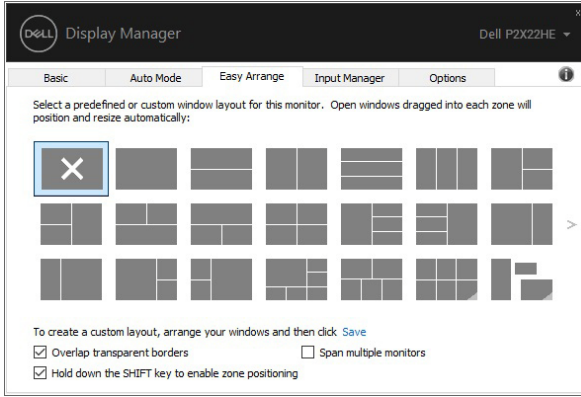 DELL Display Manager
Dell P2X22HE
Basic Auto Mode Easy Arrange Input Manager Options
Select a predefined or custom window layout for this monitor. Open windows dragged into each zone will
position and resize automatically:
To create a custom layout, arrange your windows and then click Save
Overlap transparent borders
Span multiple monitors
Hold down the SHIFT key to enable zone positioning